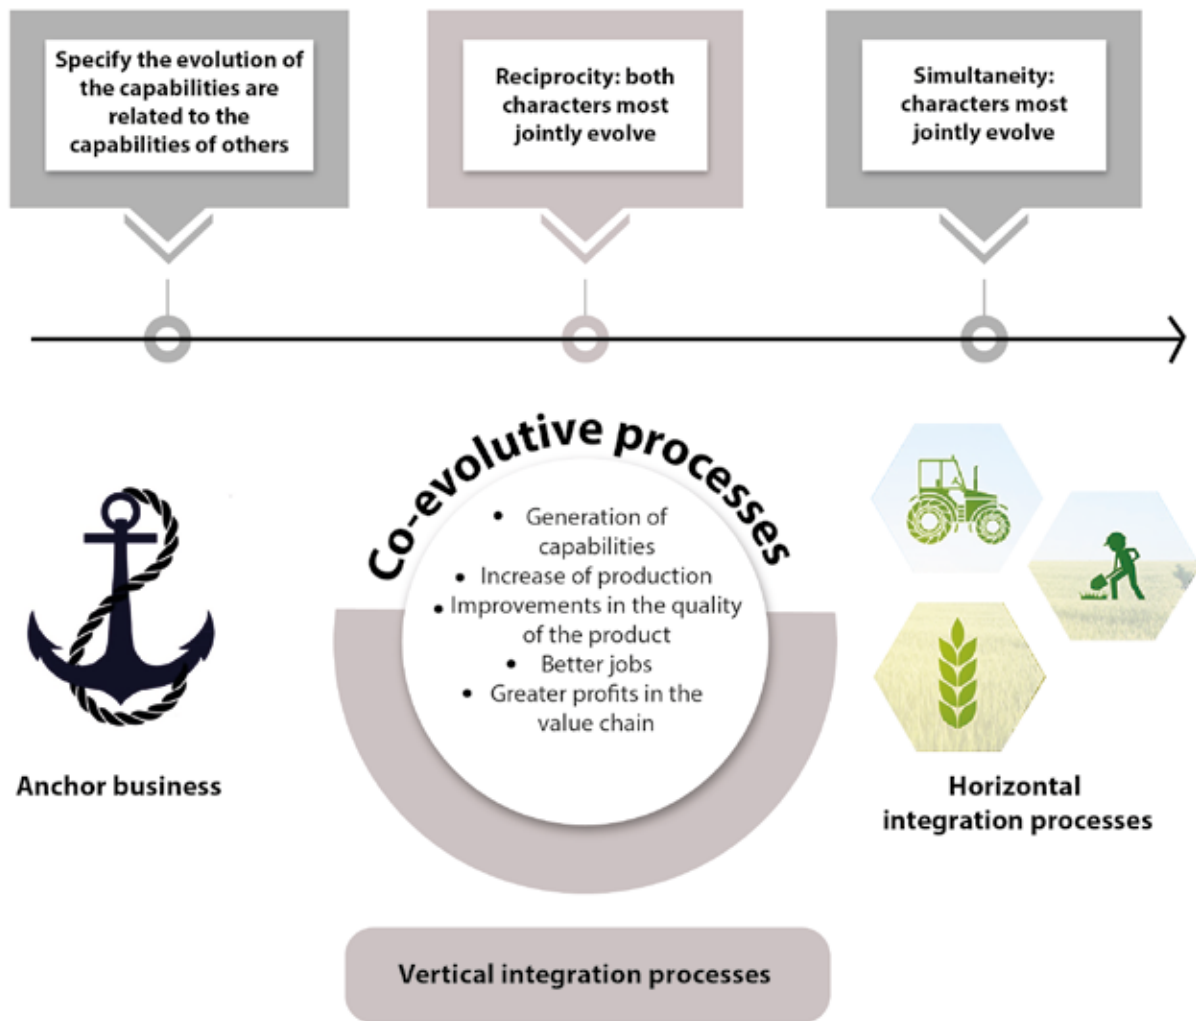 Specify the evolution of
the capabilities are
related to the
capabilities of others
Reciprocity: both
characters most
jointly evolve
Simultaneity:
characters most
jointly evolve
Co-evolutive processes
• Generation of
capabilities
• Increase of production
• Improvements in the quality
of the product
• Better jobs
• Greater profits in the
value chain
Anchor business
Horizontal
integration processes
Vertical integration processes